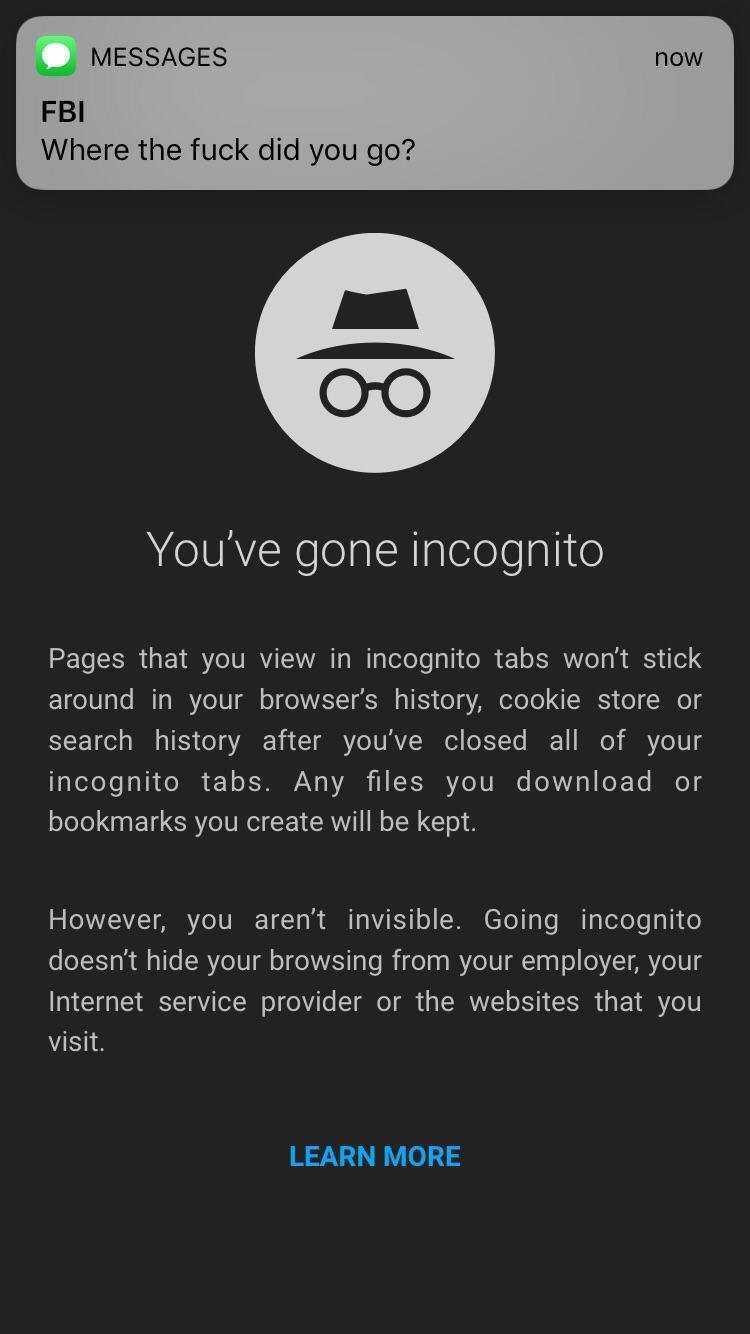 MESSAGES now
FBI
Where the fuck did you go?
You’ve gone incognito
Pages that you view in incognito tabs won’t stick
around in your browser’s history, cookie store or
search history after you’ve closed all of your
incognito tabs. Any files you download or
bookmarks you create will be kept.
However, you aren’t invisible. Going incognito
doesn’t hide your browsing from your employer, your
Internet service provider or the websites that you
visit.
LEARN MORE